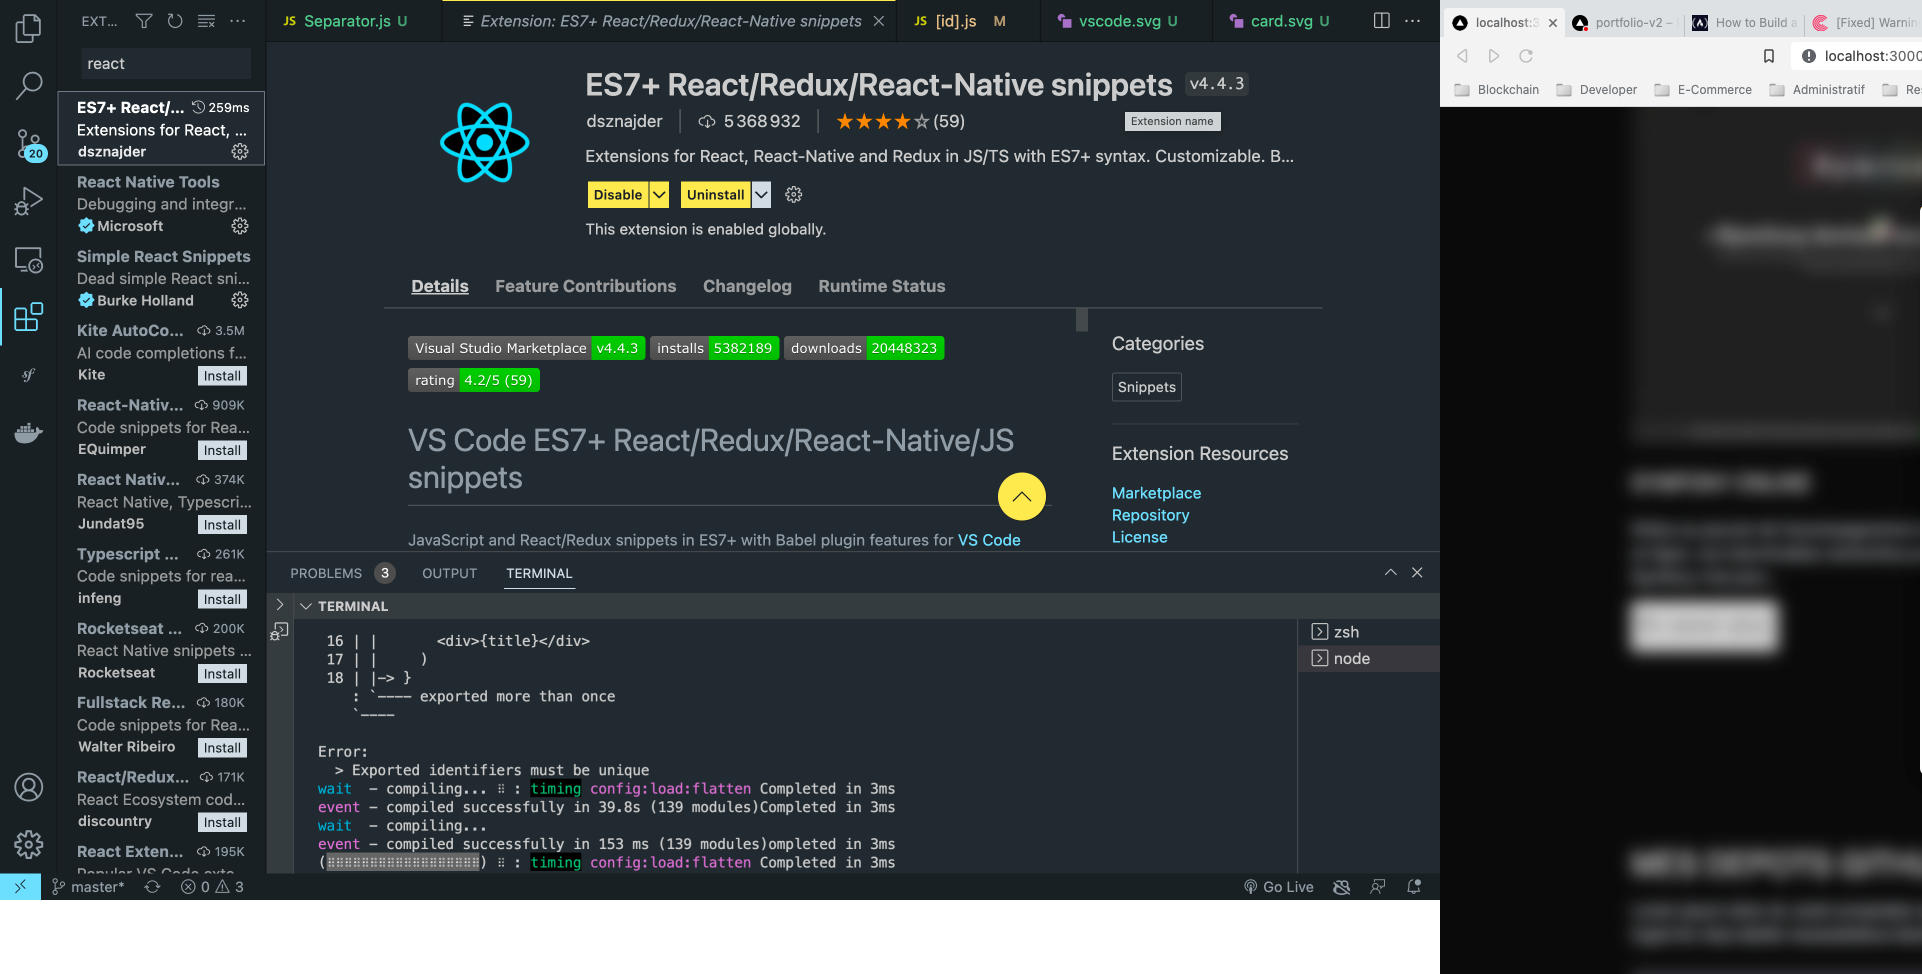 EXT...
react
ES7+ React/... 259ms
Extensions for React, ...
dsznajder
20
React Native Tools
Debugging and integr...
Microsoft
Simple React Snippets
Dead simple React sni...
Burke Holland
Kite AutoCo... 3.5M
AI code completions f...
Kite Install
React-Nativ... 909K
Code snippets for Rea...
EQuimper Install
React Nativ... 374K
React Native, Typescri...
Jundat95 Install
Typescript ... 261K
Code snippets for rea...
infeng Install
Rocketseat ... 200K
React Native snippets ...
Rocketseat Install
Fullstack Re... 180K
Code snippets for Rea...
Walter Ribeiro Install
React/Redux... 171K
React Ecosystem cod...
discountry Install
React Exten... 195K
Popular VS Code exte...
JS Separator.js U
Extension: ES7+ React/Redux/React-Native snippets
JS [id].js M
vscode.svg U
card.svg U
ES7+ React/Redux/React-Native snippets v4.4.3
dsznajder 5 368 932 (59)
Extension name
Extensions for React, React-Native and Redux in JS/TS with ES7+ syntax. Customizable. B...
Disable Uninstall
This extension is enabled globally.
Details Feature Contributions Changelog Runtime Status
Visual Studio Marketplace v4.4.3 installs 5382189 downloads 20448323
rating 4.2/5 (59)
VS Code ES7+ React/Redux/React-Native/JS
snippets
JavaScript and React/Redux snippets in ES7+ with Babel plugin features for VS Code
Categories
Snippets
Extension Resources
Marketplace
Repository
License
PROBLEMS 3 OUTPUT TERMINAL
TERMINAL
16 | | <div>{title}</div>
17 | | )
18 | |-> }
: `---- exported more than once
`----
Error:
> Exported identifiers must be unique
wait - compiling... ⠿ : timing config:load:flatten Completed in 3ms
event - compiled successfully in 39.8s (139 modules)Completed in 3ms
wait - compiling...
event - compiled successfully in 153 ms (139 modules)ompleted in 3ms
(⠿⠿⠿⠿⠿⠿⠿⠿⠿⠿⠿⠿⠿⠿⠿⠿⠿⠿) ⠿ : timing config:load:flatten Completed in 3ms
zsh
node
master* 0 3
Go Live
localhost:3
portfolio-v2 –
How to Build a
[Fixed] Warnin
localhost:3000
Blockchain Developer E-Commerce Administratif Res